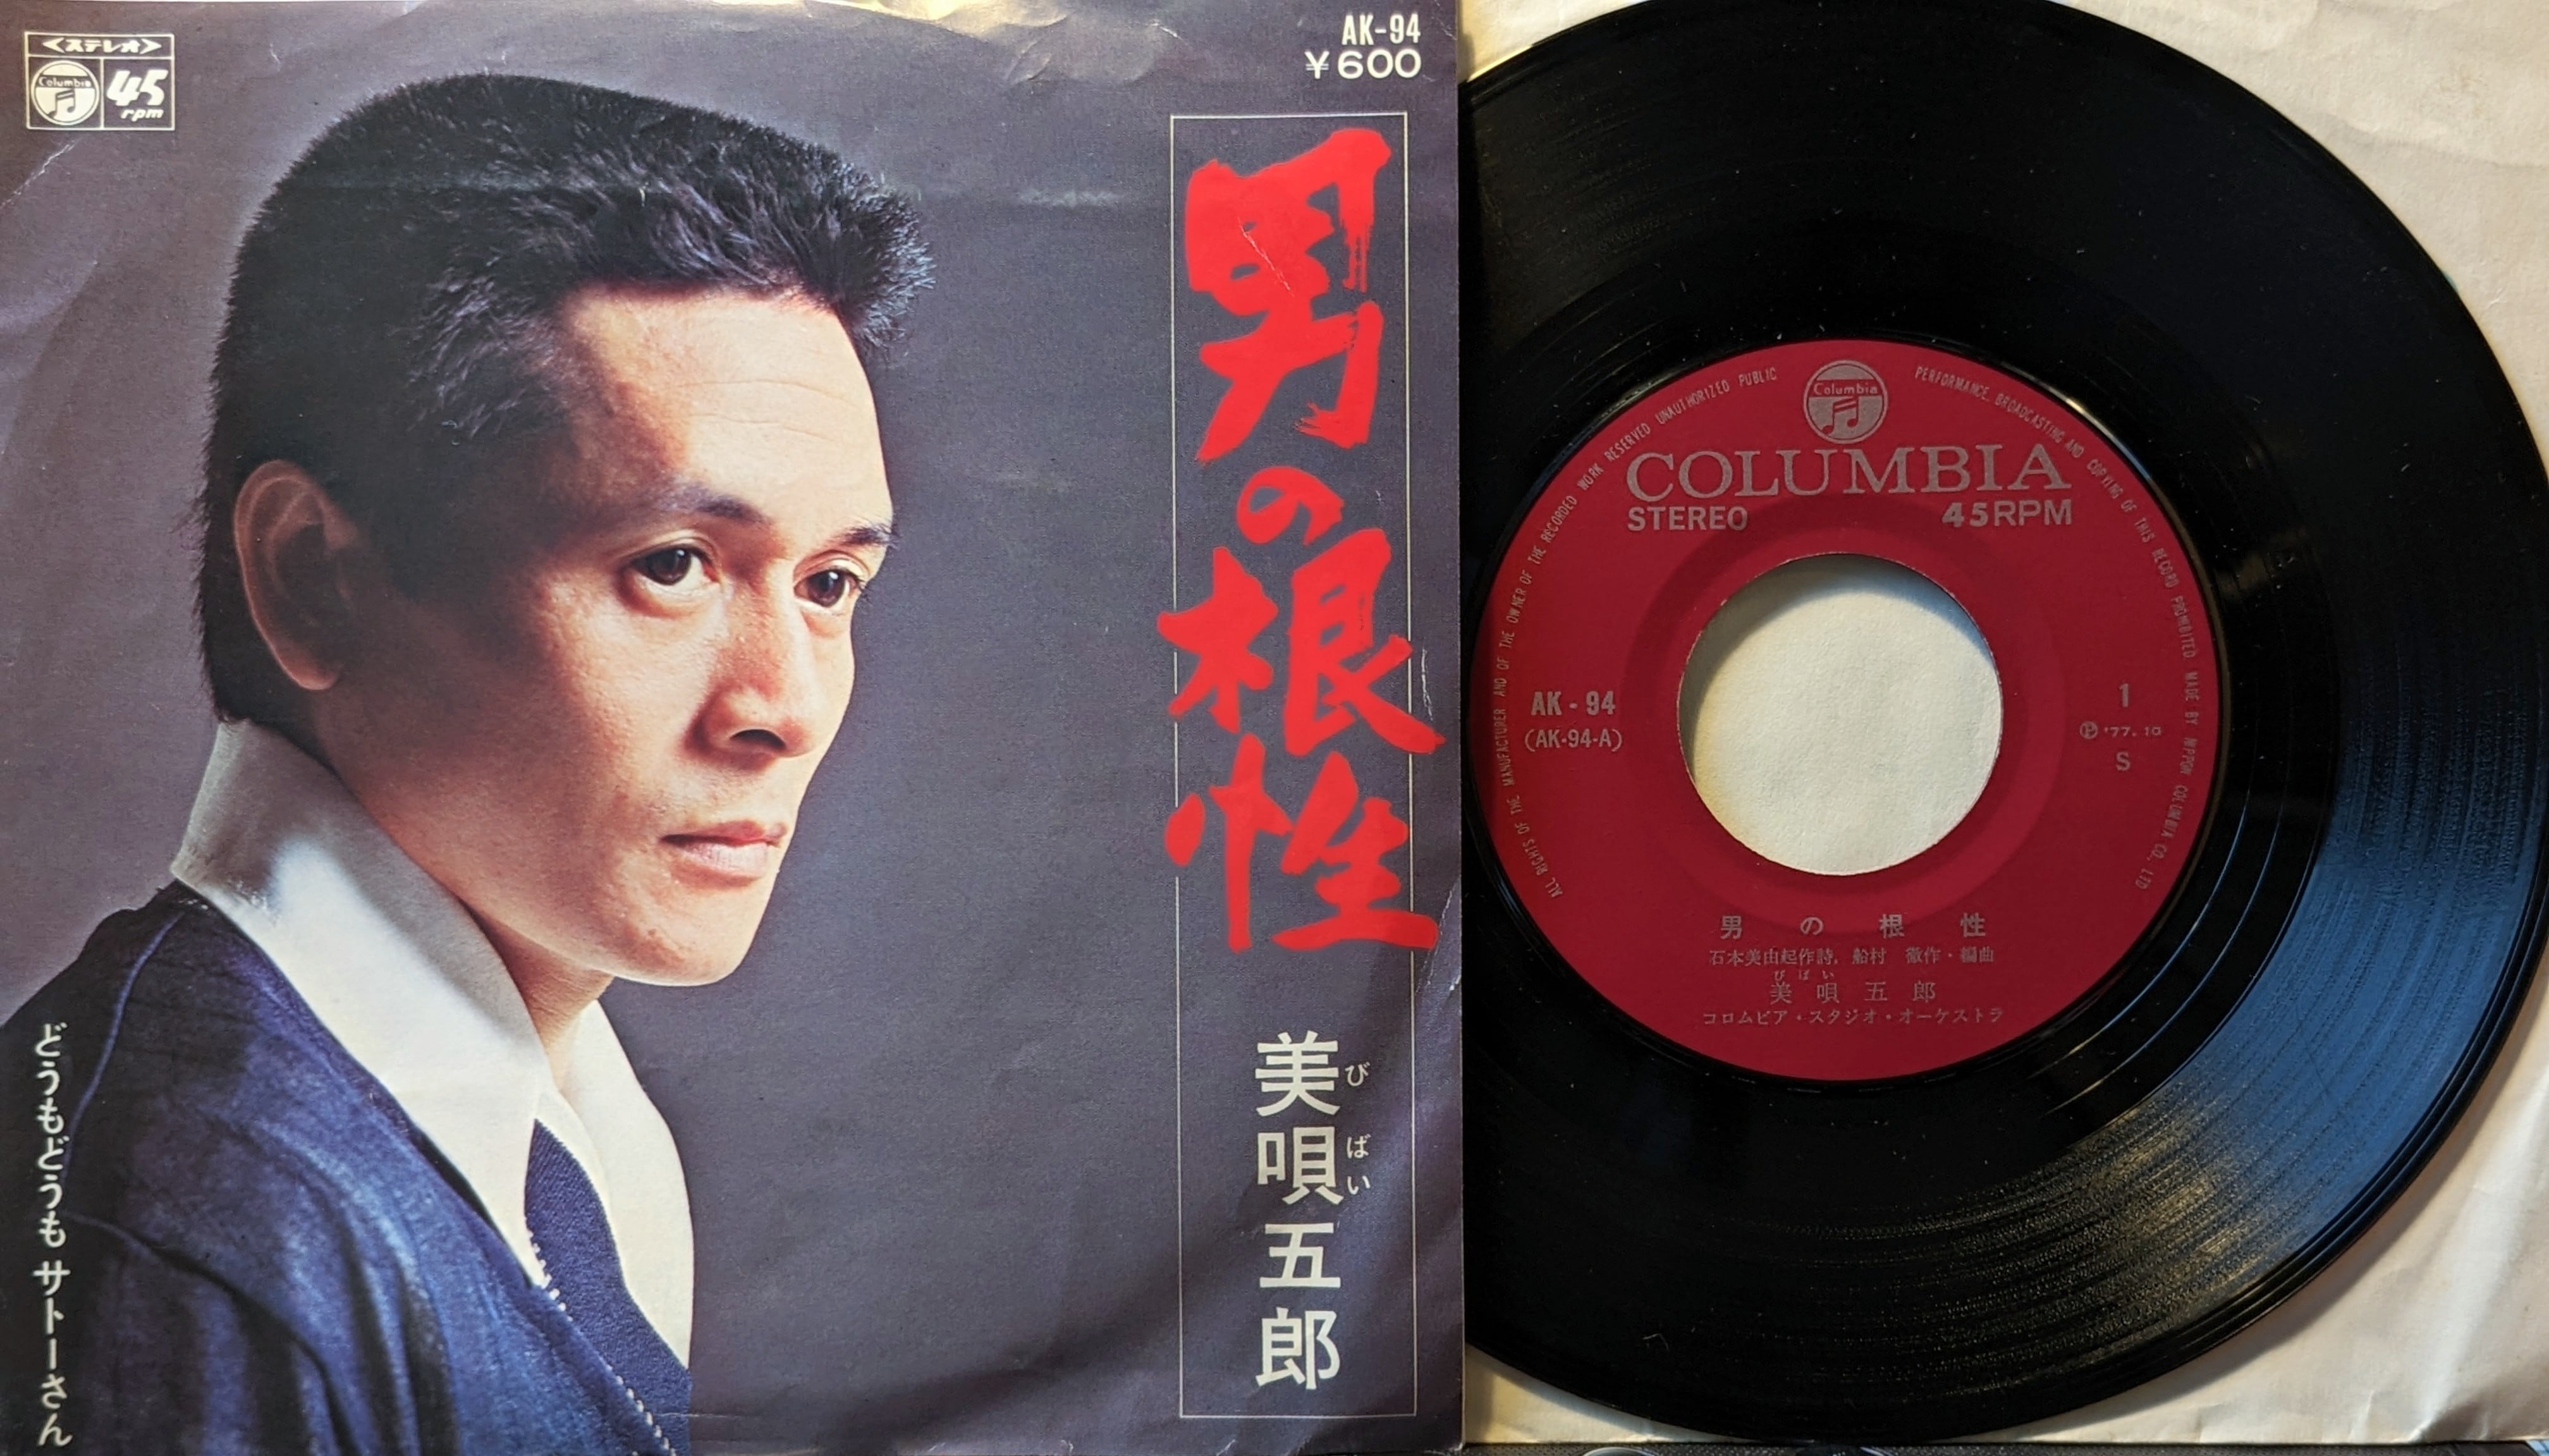 <ステレオ>
Columbia
45
rpm
AK-94
¥600
男の根性
美唄五郎
びばい
どうもどうも サトーさん
ALL RIGHTS OF THE MANUFACTURER AND OF THE OWNER OF THE RECORDED WORK RESERVED UNAUTHORIZED PUBLIC PERFORMANCE, BROADCASTING AND COPYING OF THIS RECORD PROHIBITED MADE BY NIPPON COLUMBIA CO., LTD
Columbia
COLUMBIA
STEREO 45RPM
AK-94
(AK-94-A)
1
Ⓟ '77. 10
S
男の根性
石本美由起作詩, 船村 徹作・編曲
びばい
美唄五郎
コロムビア・スタジオ・オーケストラ